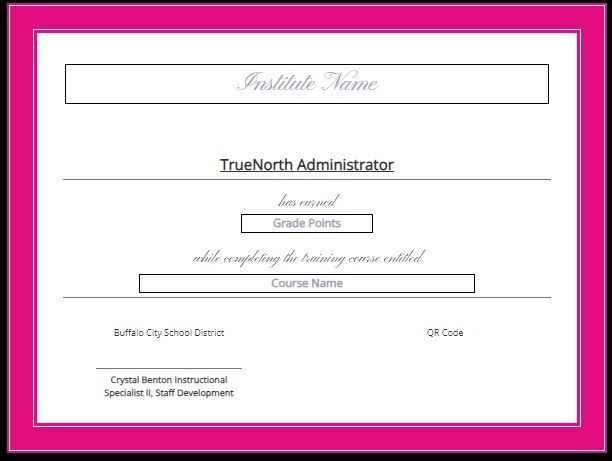 Institute Name
TrueNorth Administrator
has earned
Grade Points
while completing the training course entitled
Course Name
Buffalo City School District
QR Code
Crystal Benton Instructional
Specialist II, Staff Development